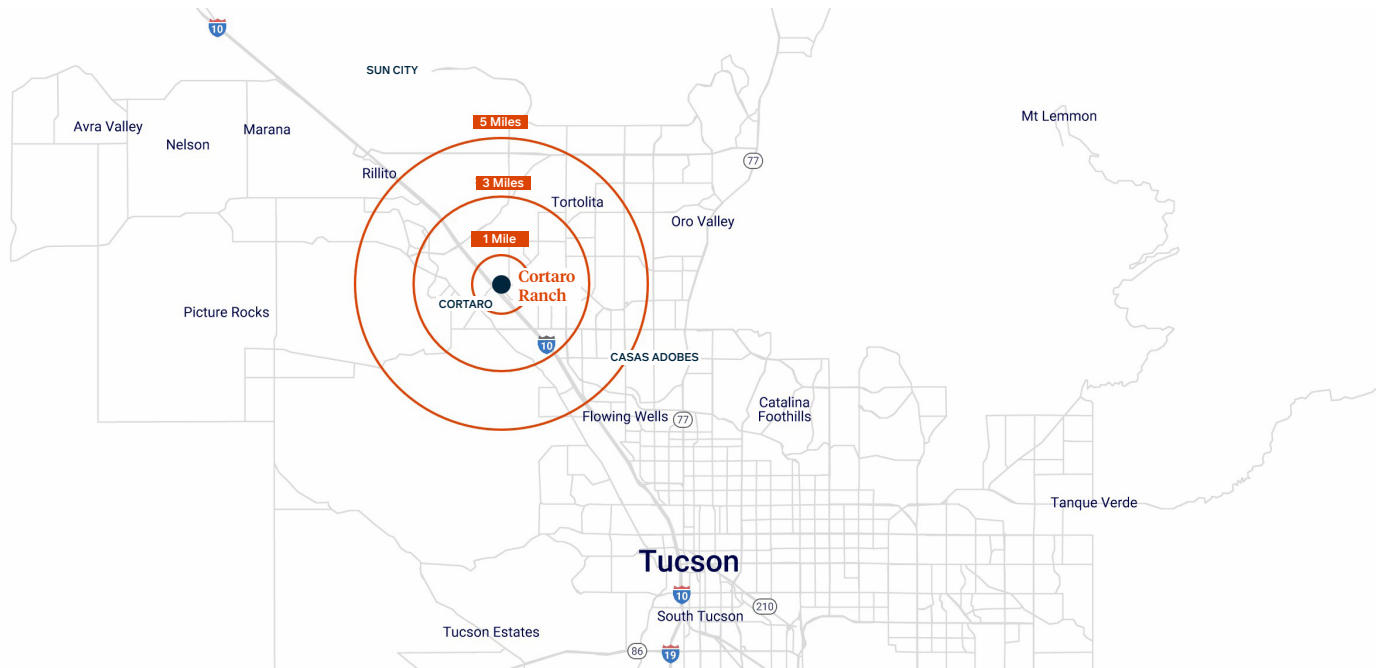 10
SUN CITY
Mt Lemmon
5 Miles
Avra Valley
Marana
Nelson
77
Rillito
3 Miles
Tortolita
Oro Valley
1 Mile
Cortaro
Ranch
CORTARO
Picture Rocks
10
CASAS ADOBES
Catalina
Foothills
Flowing Wells
77
Tanque Verde
Tucson
10
210
South Tucson
Tucson Estates
86
19